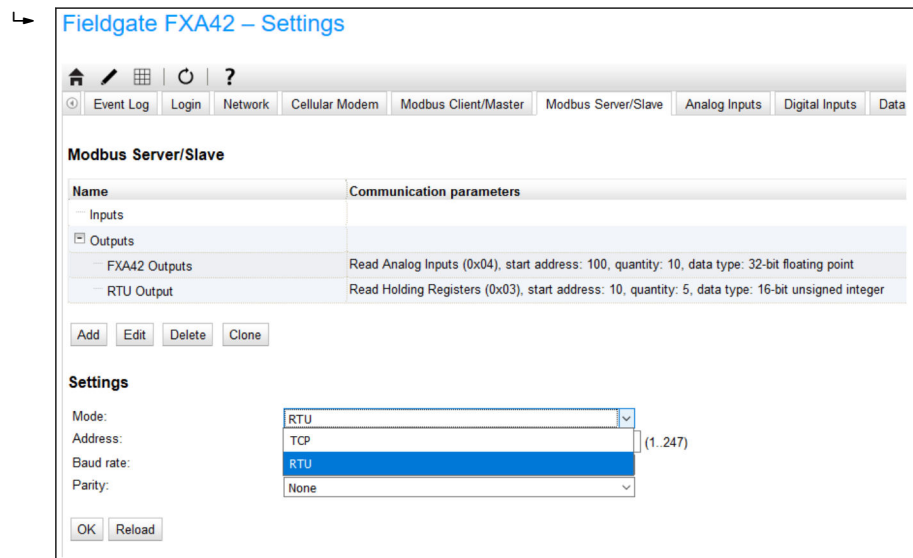 Fieldgate FXA42 – Settings
?
Event Log Login Network Cellular Modem Modbus Client/Master Modbus Server/Slave Analog Inputs Digital Inputs Data
Modbus Server/Slave
Name Communication parameters
Inputs
Outputs
FXA42 Outputs Read Analog Inputs (0x04), start address: 100, quantity: 10, data type: 32-bit floating point
RTU Output Read Holding Registers (0x03), start address: 10, quantity: 5, data type: 16-bit unsigned integer
Add Edit Delete Clone
Settings
Mode: RTU
Address: TCP (1..247)
Baud rate: RTU
Parity: None
OK Reload